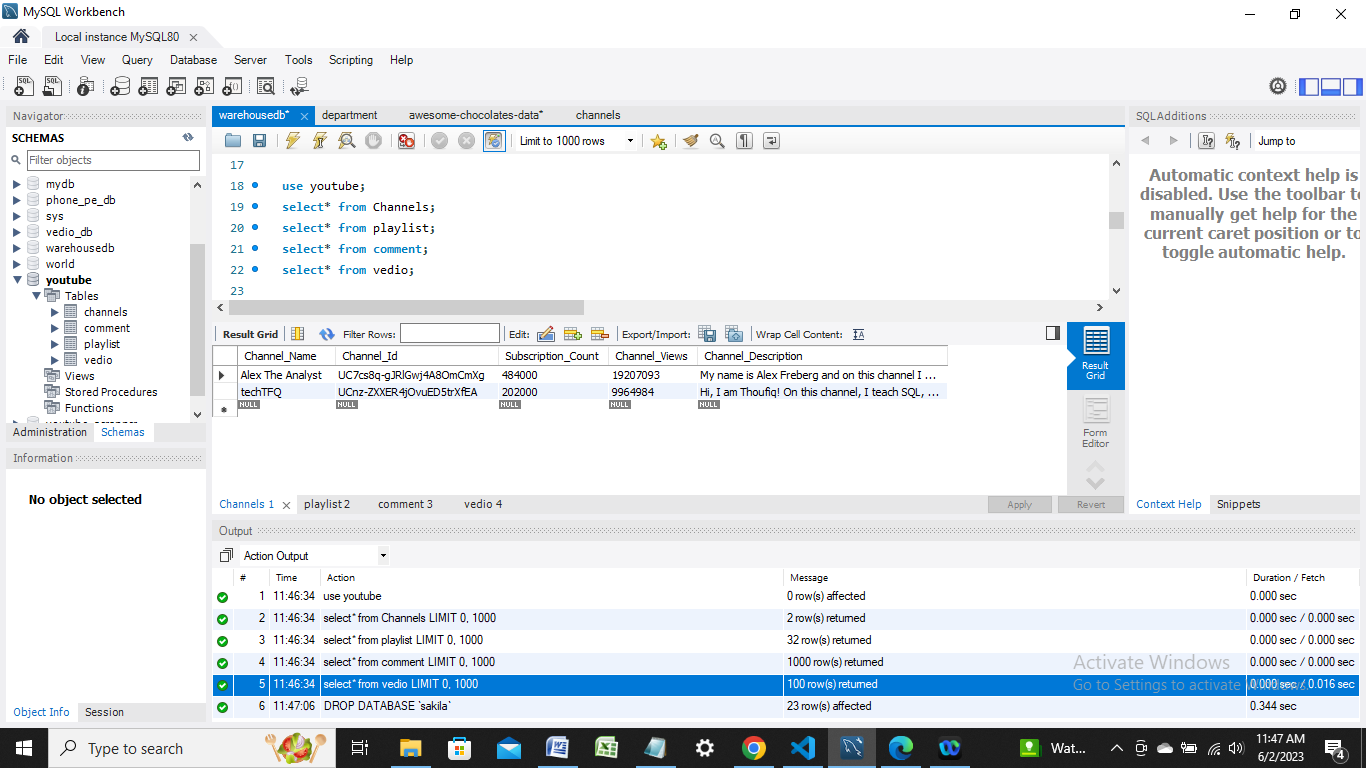 MySQL Workbench
Local instance MySQL80
File Edit View Query Database Server Tools Scripting Help
Navigator
SCHEMAS
Filter objects
mydb
phone_pe_db
sys
vedio_db
warehousedb
world
youtube
Tables
channels
comment
playlist
vedio
Views
Stored Procedures
Functions
Administration Schemas
Information
No object selected
Object Info Session
warehousedb* department awesome-chocolates-data* channels
Limit to 1000 rows
17
18 use youtube;
19 select* from Channels;
20 select* from playlist;
21 select* from comment;
22 select* from vedio;
23
Result Grid Filter Rows: Edit: Export/Import: Wrap Cell Content:
Channel_Name Channel_Id Subscription_Count Channel_Views Channel_Description
Alex The Analyst UC7cs8q-gJRlGwj4A8OmCmXg 484000 19207093 My name is Alex Freberg and on this channel I ...
techTFQ UCnz-ZXXER4jOvuED5trXfEA 202000 9964984 Hi, I am Thoufiq! On this channel, I teach SQL, ...
NULL NULL NULL NULL NULL
Result Grid
Form Editor
Channels 1 playlist 2 comment 3 vedio 4 Apply Revert
SQLAdditions
Jump to
Automatic context help is
disabled. Use the toolbar to
manually get help for the
current caret position or to
toggle automatic help.
Context Help Snippets
Output
Action Output
# Time Action Message Duration / Fetch
1 11:46:34 use youtube 0 row(s) affected 0.000 sec
2 11:46:34 select* from Channels LIMIT 0, 1000 2 row(s) returned 0.000 sec / 0.000 sec
3 11:46:34 select* from playlist LIMIT 0, 1000 32 row(s) returned 0.000 sec / 0.000 sec
4 11:46:34 select* from comment LIMIT 0, 1000 1000 row(s) returned 0.000 sec / 0.000 sec
5 11:46:34 select* from vedio LIMIT 0, 1000 100 row(s) returned 0.000 sec / 0.016 sec
6 11:47:06 DROP DATABASE `sakila` 23 row(s) affected 0.344 sec
Activate Windows
Go to Settings to activate Windows.
Type to search
Wat...
11:47 AM
6/2/2023
4